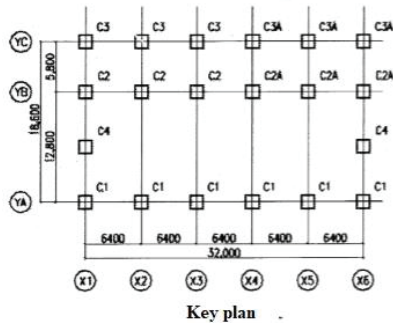 C3 C3 C3 C3A C3A C3A
YC
5,800
C2 C2 C2 C2A C2A C2A
YB
18,600
12,800
C4 C4
C1 C1 C1 C1 C1 C1
YA
6400 6400 6400 6400 6400
32,000
X1 X2 X3 X4 X5 X6
Key plan